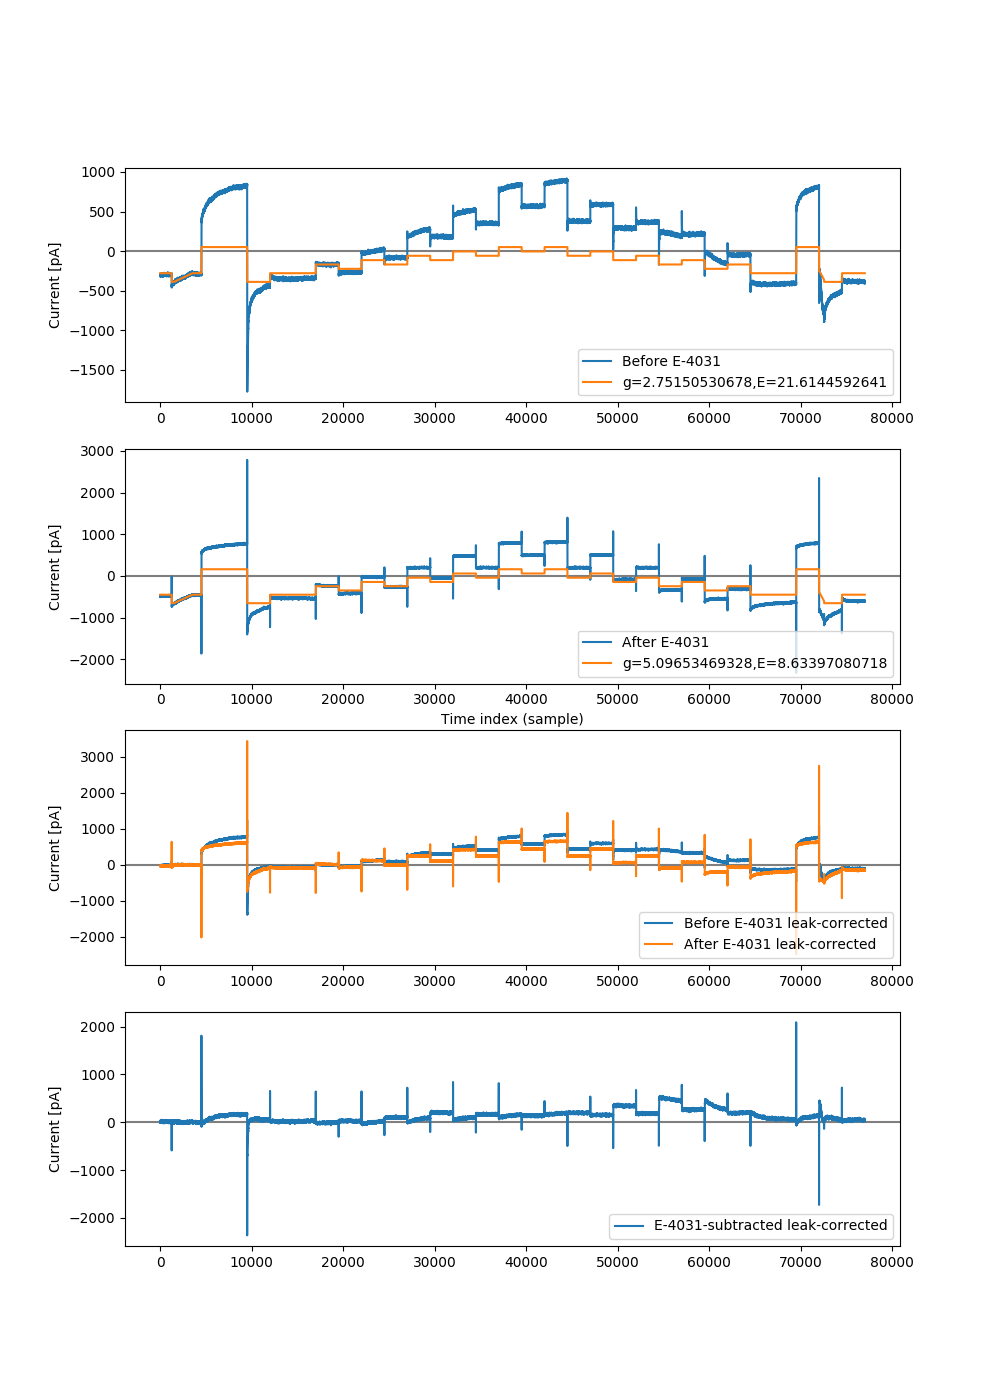 1000
500
0
−500
−1000
−1500
Current [pA]
Before E-4031
g=2.75150530678,E=21.6144592641
0 10000 20000 30000 40000 50000 60000 70000 80000
3000
2000
1000
0
−1000
−2000
Current [pA]
After E-4031
g=5.09653469328,E=8.63397080718
0 10000 20000 30000 40000 50000 60000 70000 80000
Time index (sample)
3000
2000
1000
0
−1000
−2000
Current [pA]
Before E-4031 leak-corrected
After E-4031 leak-corrected
0 10000 20000 30000 40000 50000 60000 70000 80000
2000
1000
0
−1000
−2000
Current [pA]
E-4031-subtracted leak-corrected
0 10000 20000 30000 40000 50000 60000 70000 80000